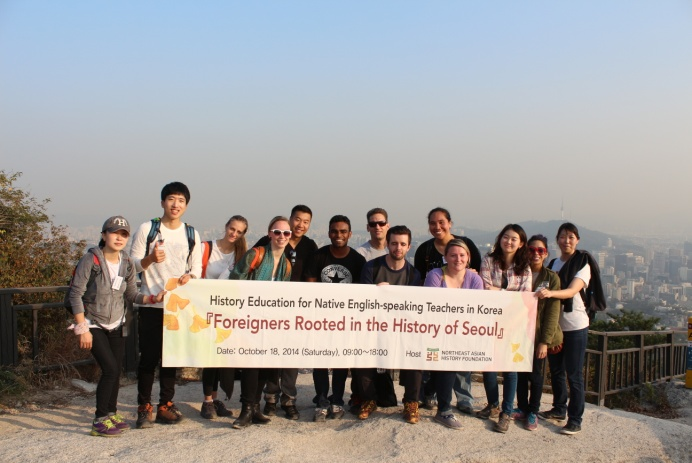 History Education for Native English-speaking Teachers in Korea
『Foreigners Rooted in the History of Seoul』
Date: October 18, 2014 (Saturday), 09:00~18:00 Host NORTHEAST ASIAN
HISTORY FOUNDATION